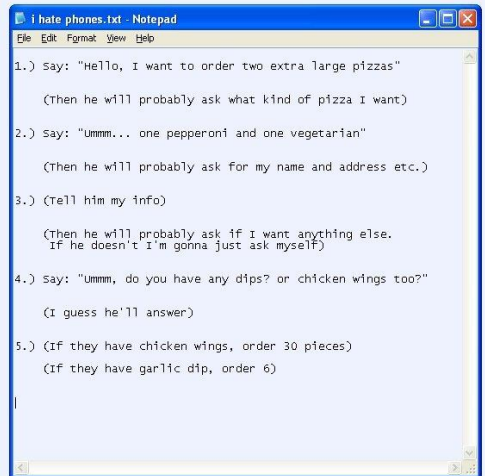 i hate phones.txt - Notepad
File Edit Format View Help
1.) Say: "Hello, I want to order two extra large pizzas"
(Then he will probably ask what kind of pizza I want)
2.) Say: "Ummm... one pepperoni and one vegetarian"
(Then he will probably ask for my name and address etc.)
3.) (Tell him my info)
(Then he will probably ask if I want anything else.
If he doesn't I'm gonna just ask myself)
4.) Say: "Ummm, do you have any dips? or chicken wings too?"
(I guess he'll answer)
5.) (If they have chicken wings, order 30 pieces)
(If they have garlic dip, order 6)